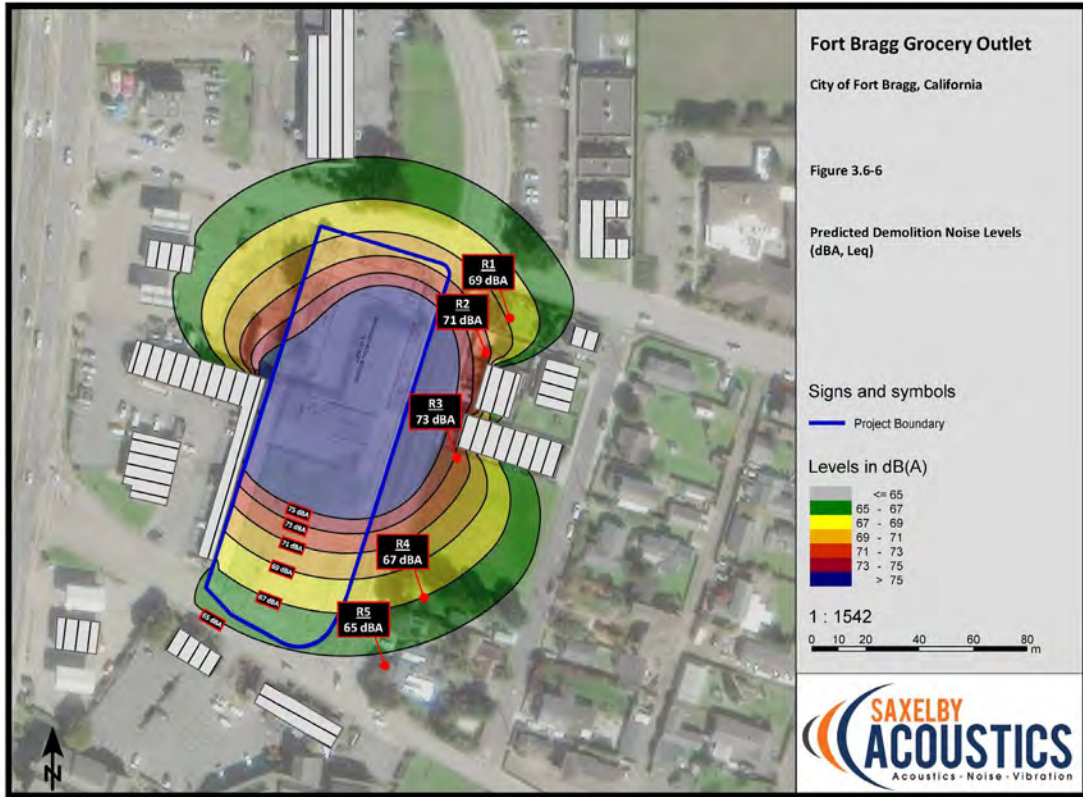 Fort Bragg Grocery Outlet
City of Fort Bragg, California
Figure 3.6-6
Predicted Demolition Noise Levels
(dBA, Leq)
R1
69 dBA
R2
71 dBA
R3
73 dBA
R4
67 dBA
R5
65 dBA
75 dBA
73 dBA
71 dBA
69 dBA
67 dBA
65 dBA
N
Signs and symbols
Project Boundary
Levels in dB(A)
<= 65
65 - 67
67 - 69
69 - 71
71 - 73
73 - 75
> 75
1 : 1542
0 10 20 40 60 80
m
SAXELBY
ACOUSTICS
Acoustics - Noise - Vibration